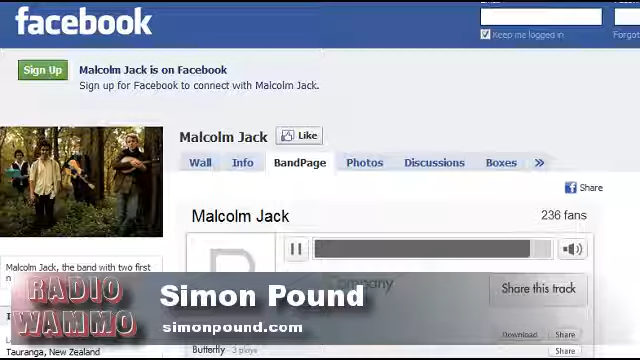 facebook
Keep me logged in
Forgot
Sign Up
Malcolm Jack is on Facebook
Sign up for Facebook to connect with Malcolm Jack.
Malcolm Jack
Like
Wall
Info
BandPage
Photos
Discussions
Boxes
»
Share
Malcolm Jack
236 fans
Malcolm Jack, the band with two first
Share this track
RADIO
WAMMO
Simon Pound
simonpound.com
Download
Share
Tauranga, New Zealand
Butterfly - 3 plays
Share